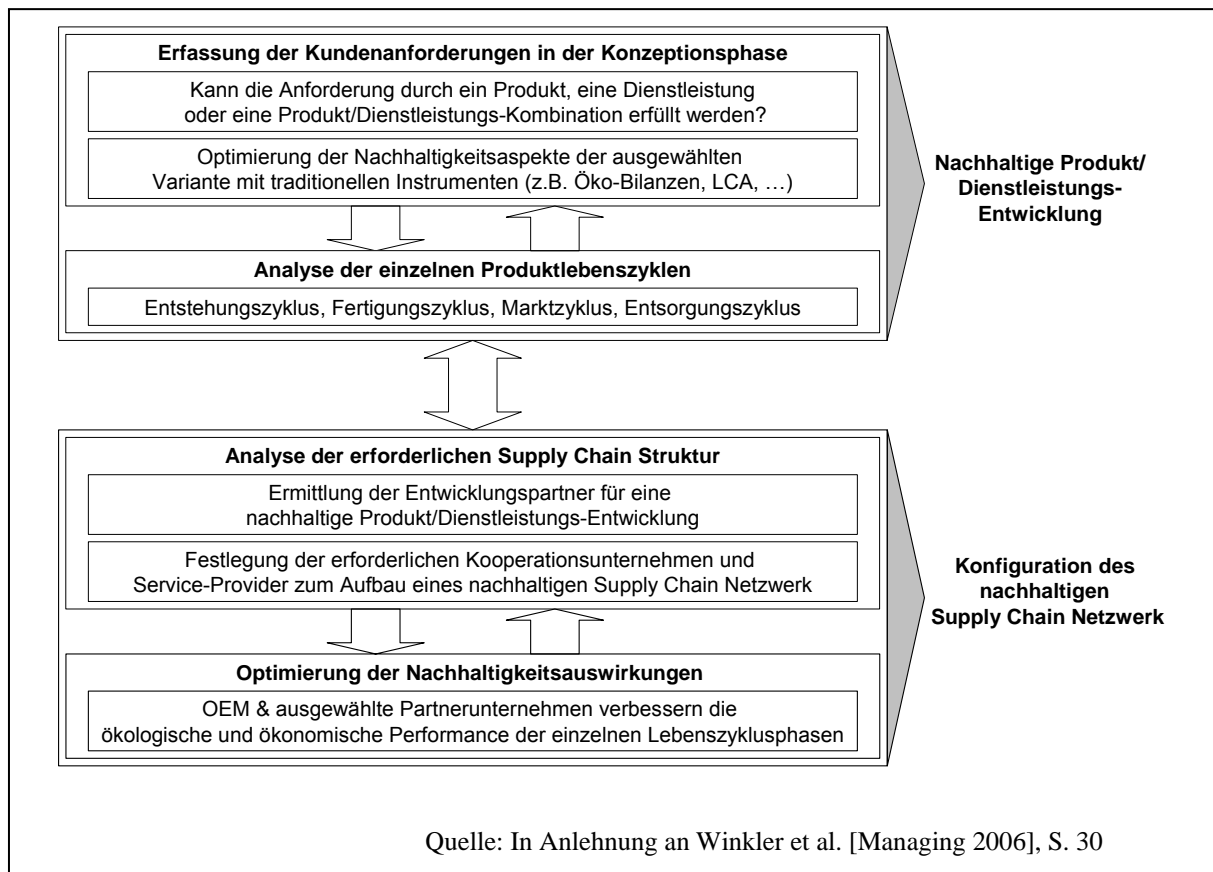 Erfassung der Kundenanforderungen in der Konzeptionsphase
Kann die Anforderung durch ein Produkt, eine Dienstleistung
oder eine Produkt/Dienstleistungs-Kombination erfüllt werden?
Optimierung der Nachhaltigkeitsaspekte der ausgewählten
Variante mit traditionellen Instrumenten (z.B. Öko-Bilanzen, LCA, …)
Analyse der einzelnen Produktlebenszyklen
Entstehungszyklus, Fertigungszyklus, Marktzyklus, Entsorgungszyklus
Nachhaltige Produkt/
Dienstleistungs-
Entwicklung
Analyse der erforderlichen Supply Chain Struktur
Ermittlung der Entwicklungspartner für eine
nachhaltige Produkt/Dienstleistungs-Entwicklung
Festlegung der erforderlichen Kooperationsunternehmen und
Service-Provider zum Aufbau eines nachhaltigen Supply Chain Netzwerk
Optimierung der Nachhaltigkeitsauswirkungen
OEM & ausgewählte Partnerunternehmen verbessern die
ökologische und ökonomische Performance der einzelnen Lebenszyklusphasen
Konfiguration des
nachhaltigen
Supply Chain Netzwerk
Quelle: In Anlehnung an Winkler et al. [Managing 2006], S. 30